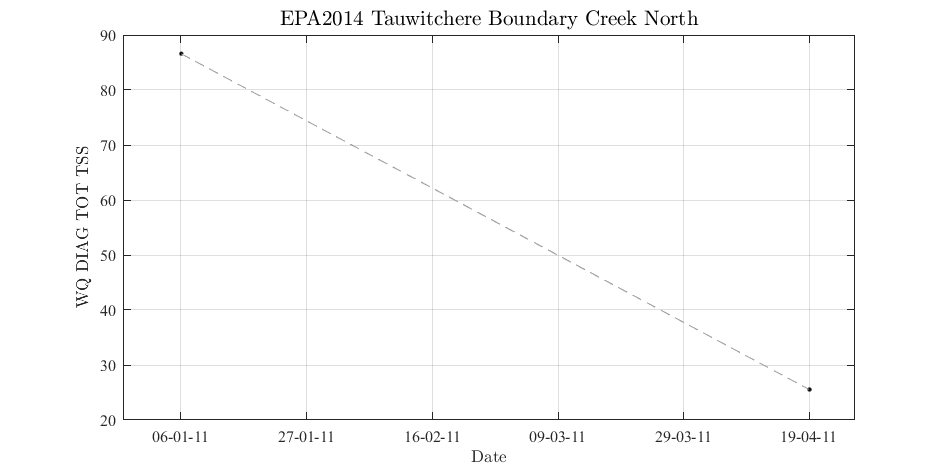 EPA2014 Tauwitchere Boundary Creek North
WQ DIAG TOT TSS
90
80
70
60
50
40
30
20
06-01-11 27-01-11 16-02-11 09-03-11 29-03-11 19-04-11
Date